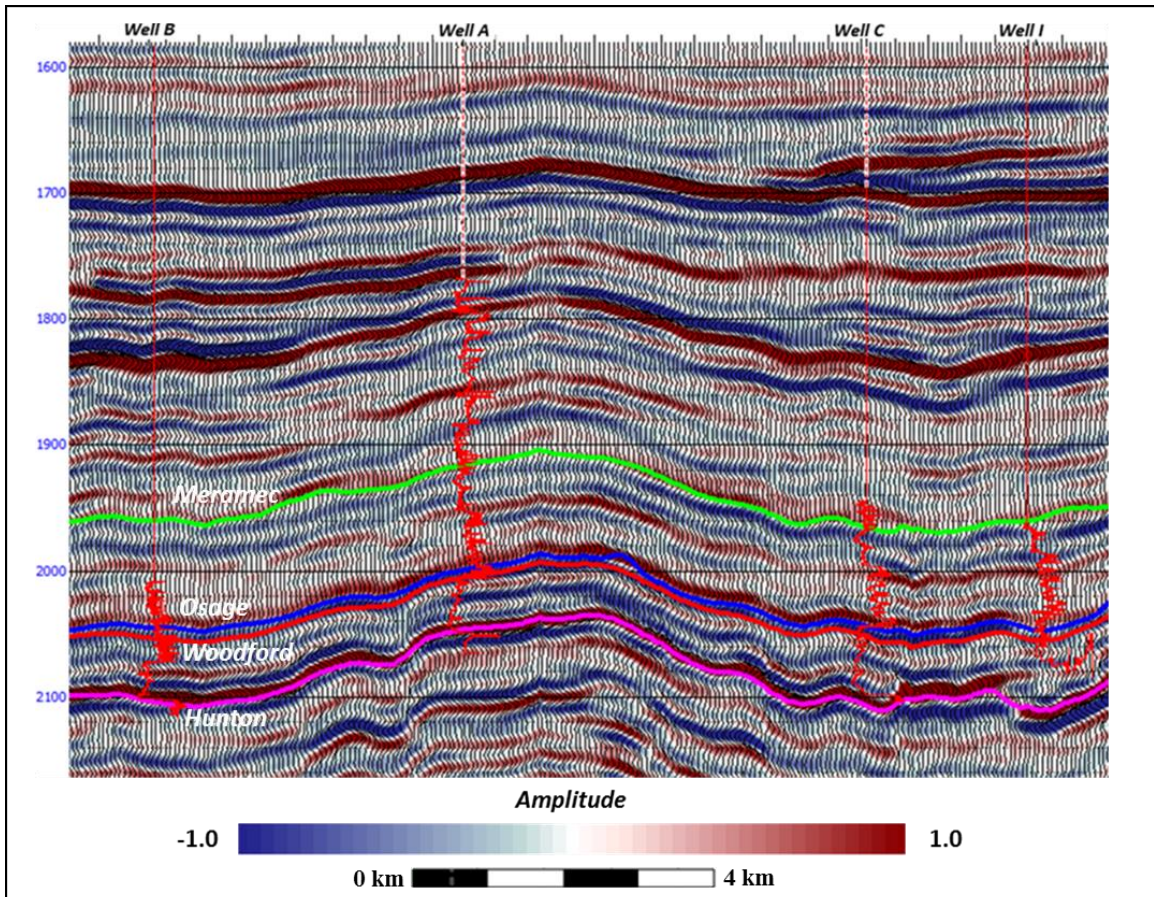 Well B Well A Well C Well I
1600
1700
1800
1900
Meramec
2000
Osage
Woodford
2100
Hunton
Amplitude
-1.0 1.0
0 km 4 km